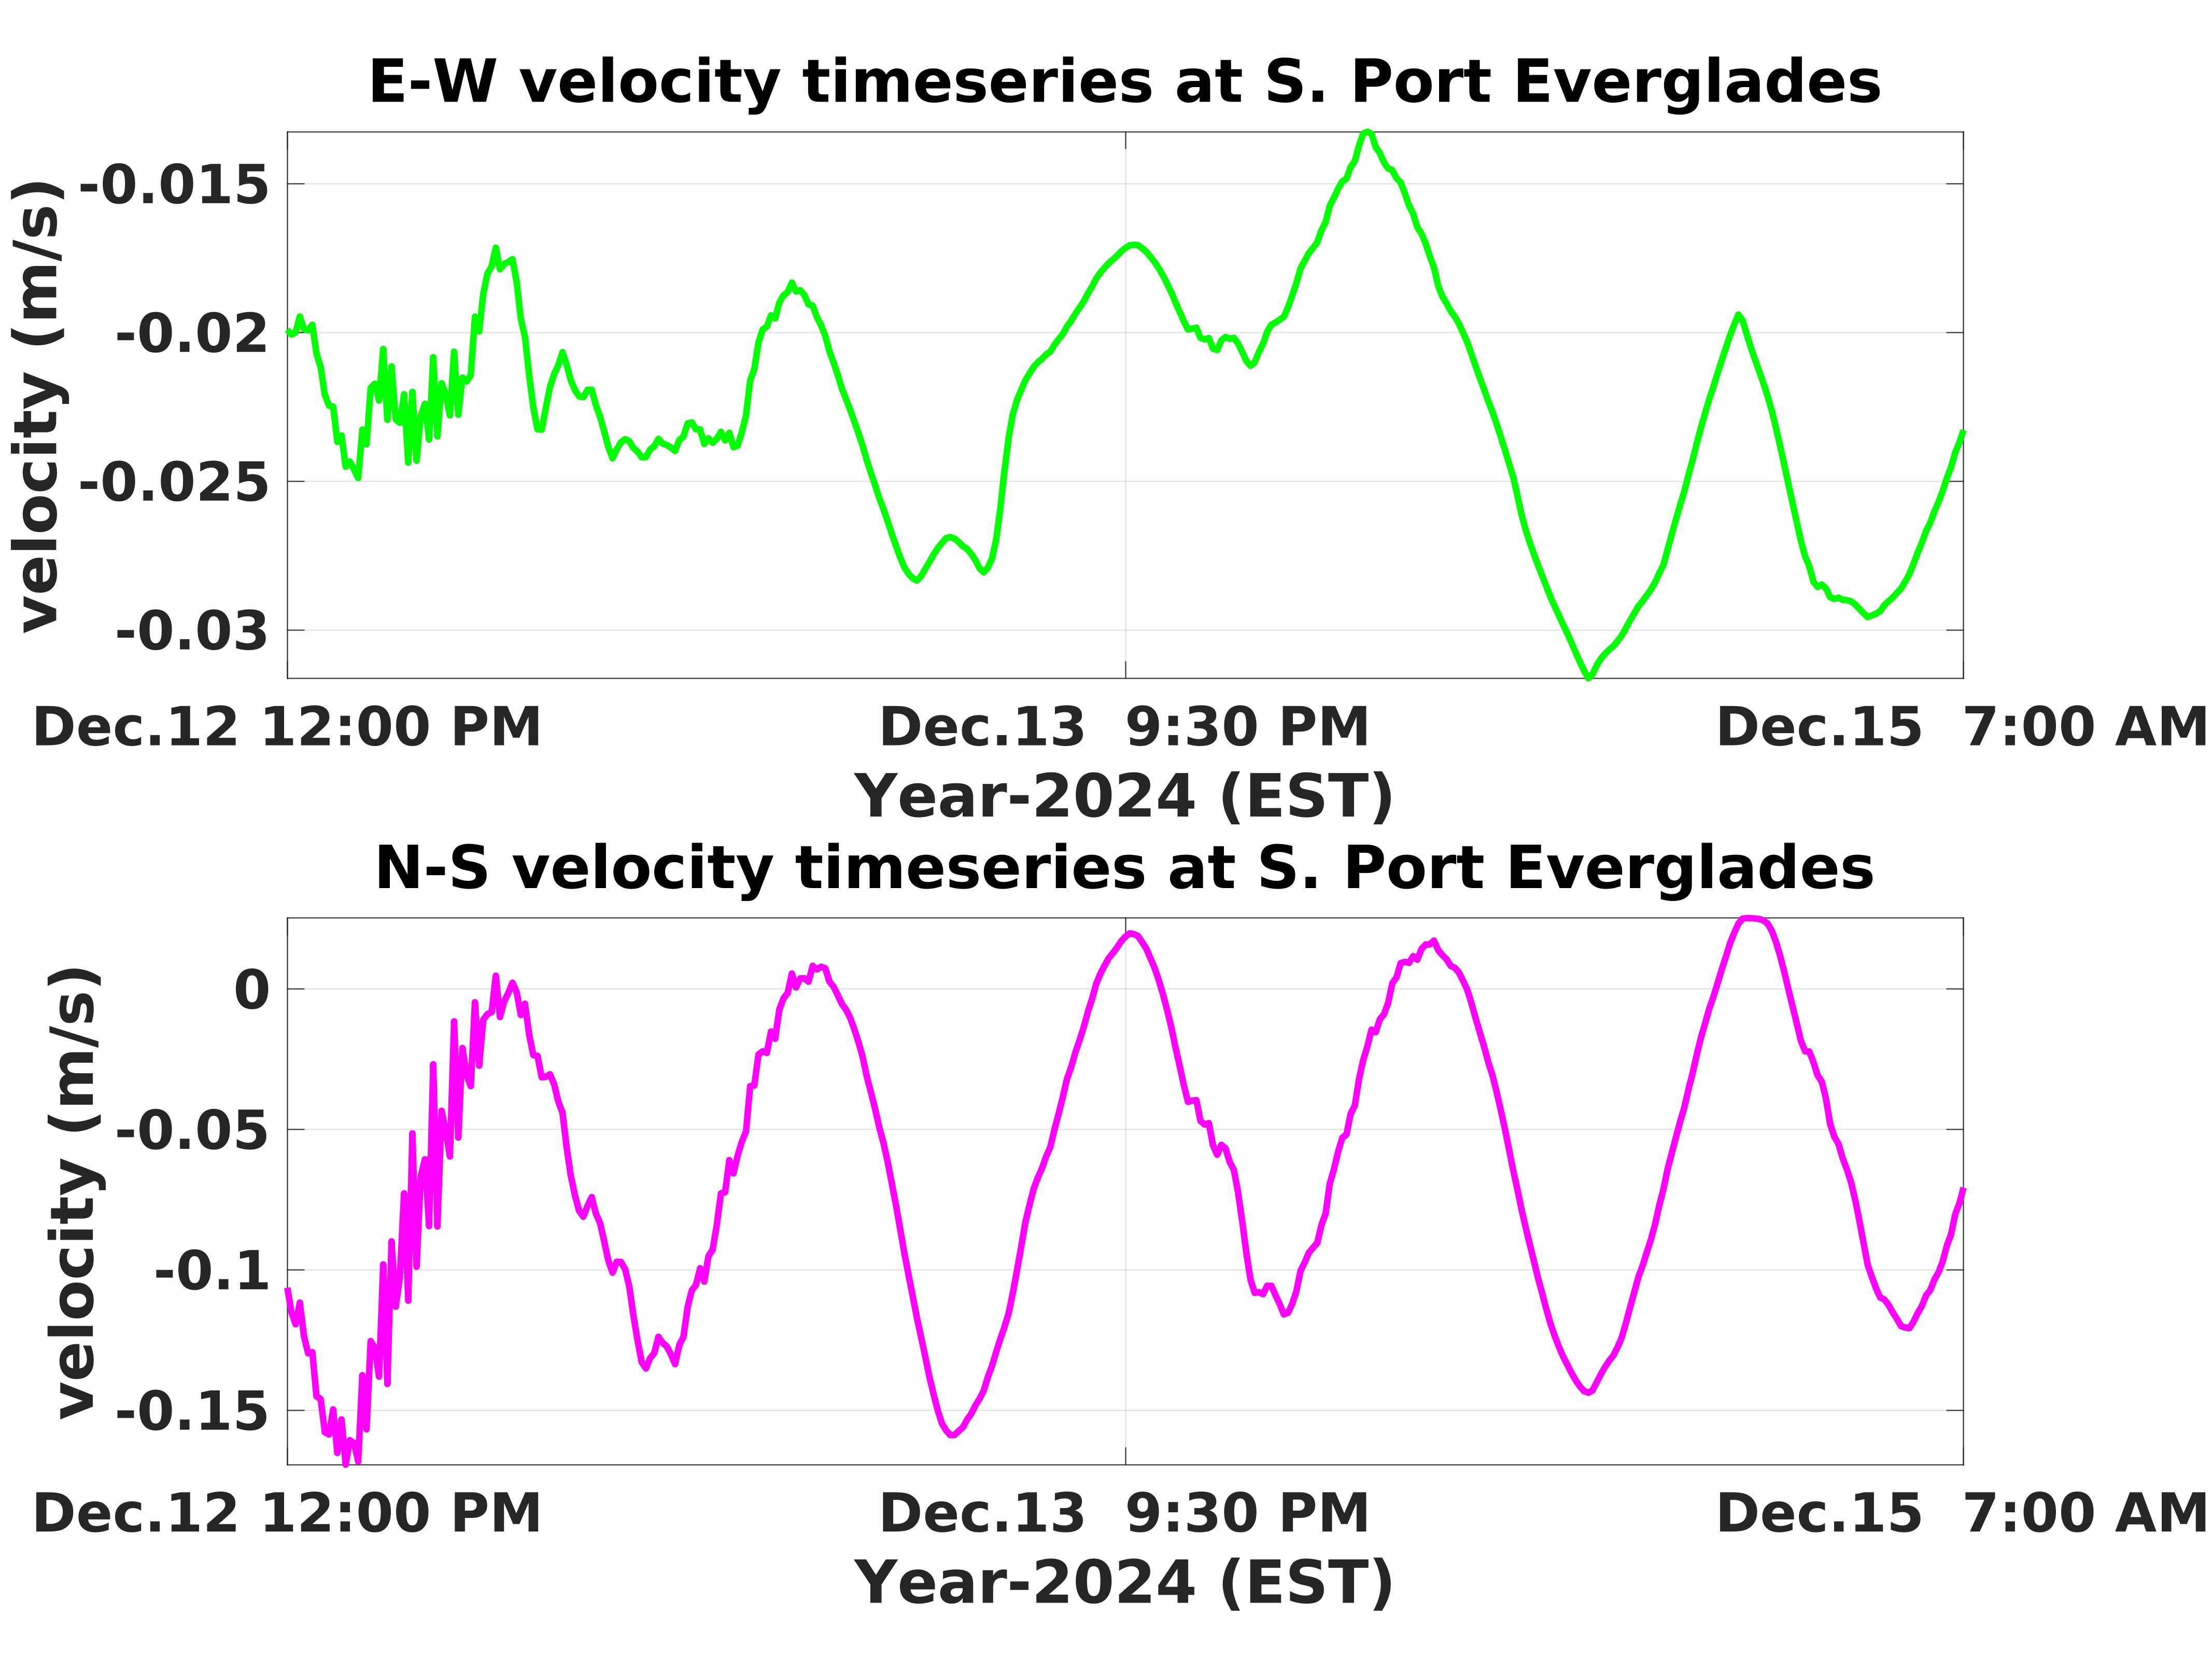 E-W velocity timeseries at S. Port Everglades
velocity (m/s)
-0.015
-0.02
-0.025
-0.03
Dec.12 12:00 PM
Dec.13  9:30 PM
Dec.15  7:00 AM
Year-2024 (EST)
N-S velocity timeseries at S. Port Everglades
velocity (m/s)
0
-0.05
-0.1
-0.15
Dec.12 12:00 PM
Dec.13  9:30 PM
Dec.15  7:00 AM
Year-2024 (EST)